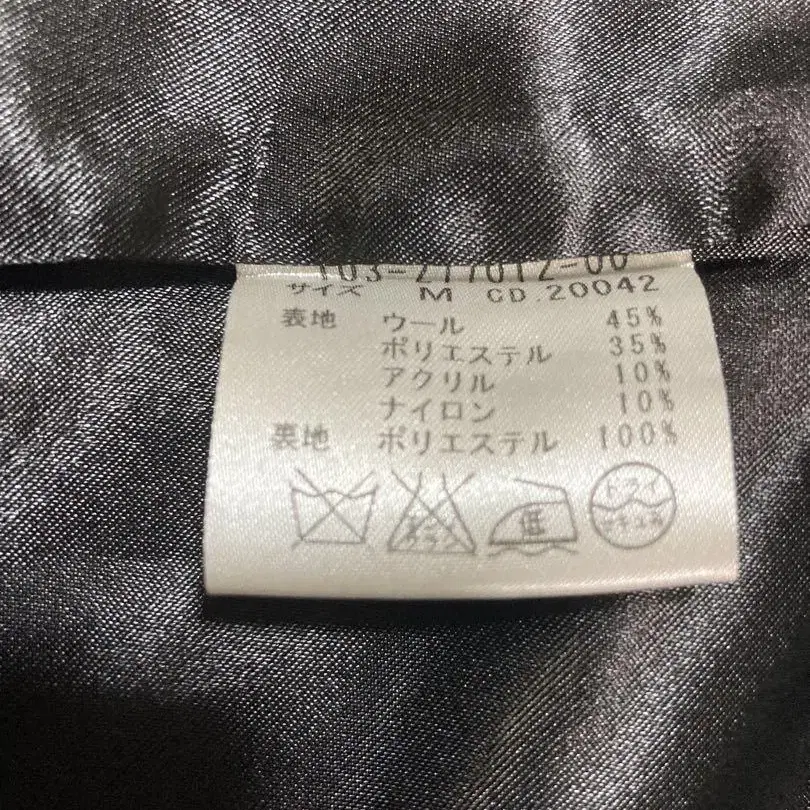 サイズ M CD.20042
表地 ウール 45%
ポリエステル 35%
アクリル 10%
ナイロン 10%
裏地 ポリエステル 100%
低 ドライ